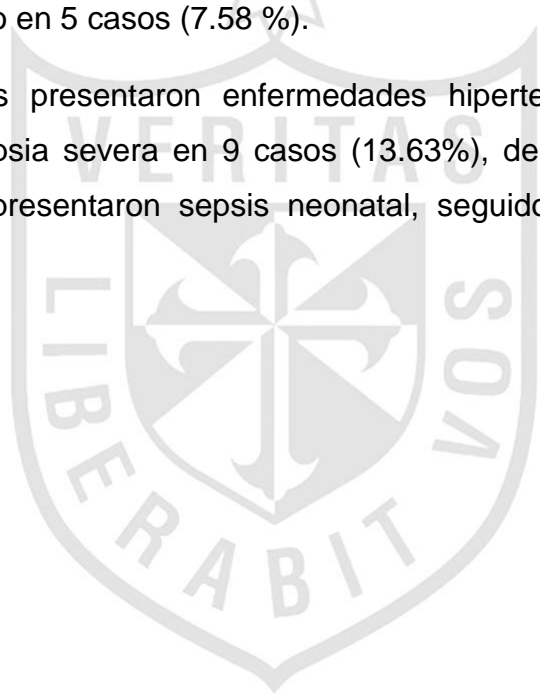 o en 5 casos (7.58 %).
s presentaron enfermedades hiperte
osia severa en 9 casos (13.63%), de
presentaron sepsis neonatal, seguido
VERITAS
LIBERABIT VOS